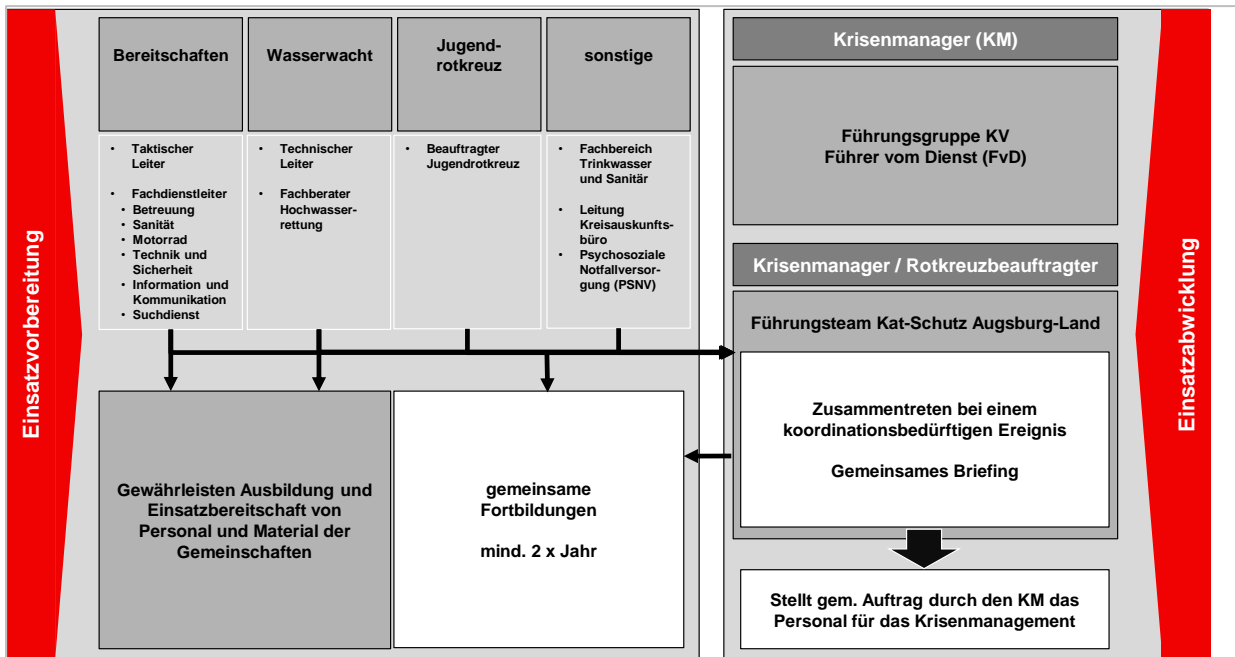 Einsatzvorbereitung
Bereitschaften
Wasserwacht
Jugend-
rotkreuz
sonstige
• Taktischer
Leiter
• Fachdienstleiter
• Betreuung
• Sanität
• Motorrad
• Technik und
Sicherheit
• Information und
Kommunikation
• Suchdienst
• Technischer
Leiter
• Fachberater
Hochwasser-
rettung
• Beauftragter
Jugendrotkreuz
• Fachbereich
Trinkwasser
und Sanitär
• Leitung
Kreisauskunfts-
büro
• Psychosoziale
Notfallversor-
gung (PSNV)
Gewährleisten Ausbildung und
Einsatzbereitschaft von
Personal und Material der
Gemeinschaften
gemeinsame
Fortbildungen
mind. 2 x Jahr
Krisenmanager (KM)
Führungsgruppe KV
Führer vom Dienst (FvD)
Krisenmanager / Rotkreuzbeauftragter
Führungsteam Kat-Schutz Augsburg-Land
Zusammentreten bei einem
koordinationsbedürftigen Ereignis
Gemeinsames Briefing
Stellt gem. Auftrag durch den KM das
Personal für das Krisenmanagement
Einsatzabwicklung